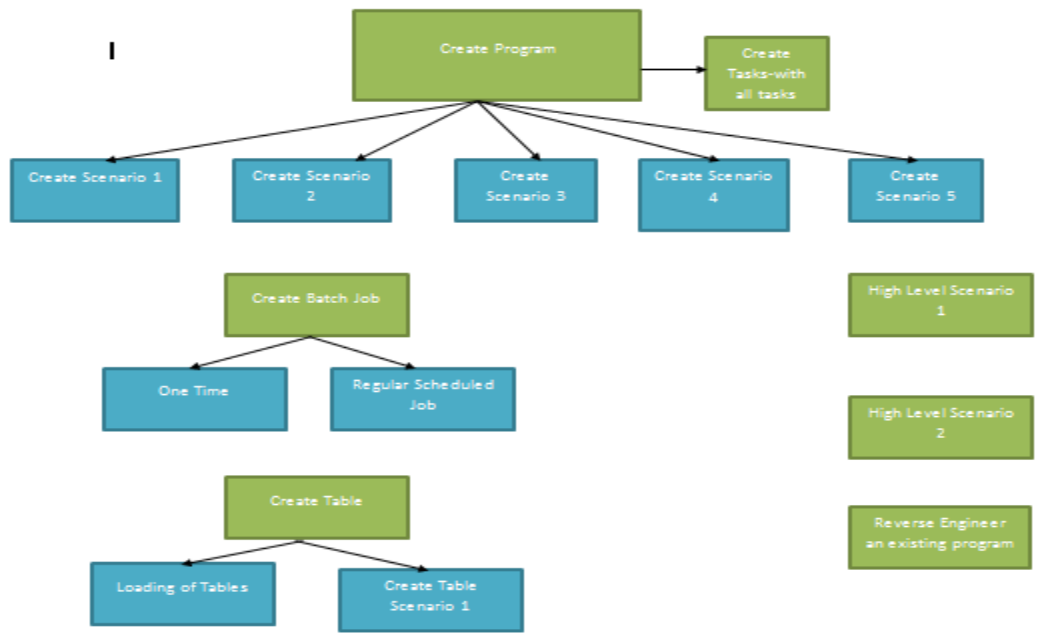 I
Create Program
Create
Tasks-with
all tasks
Create Scenario 1
Create Scenario
2
Create
Scenario 3
Create Scenario
4
Create
Scenario 5
Create Batch Job
High Level Scenario
1
One Time
Regular Scheduled
Job
High Level Scenario
2
Create Table
Reverse Engineer
an existing program
Loading of Tables
Create Table
Scenario 1